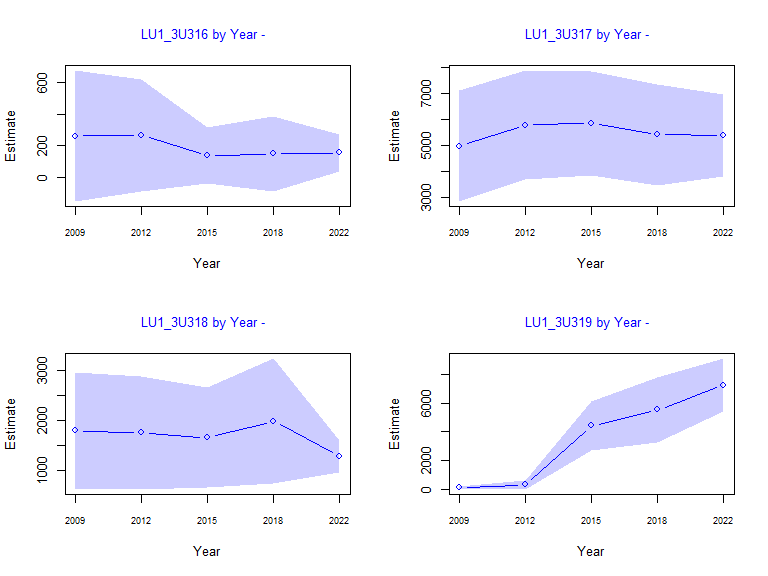 LU1_3U316 by Year -
Estimate
600
200
0
2009 2012 2015 2018 2022
Year
LU1_3U317 by Year -
Estimate
7000
5000
3000
2009 2012 2015 2018 2022
Year
LU1_3U318 by Year -
Estimate
3000
2000
1000
2009 2012 2015 2018 2022
Year
LU1_3U319 by Year -
Estimate
6000
2000
0
2009 2012 2015 2018 2022
Year